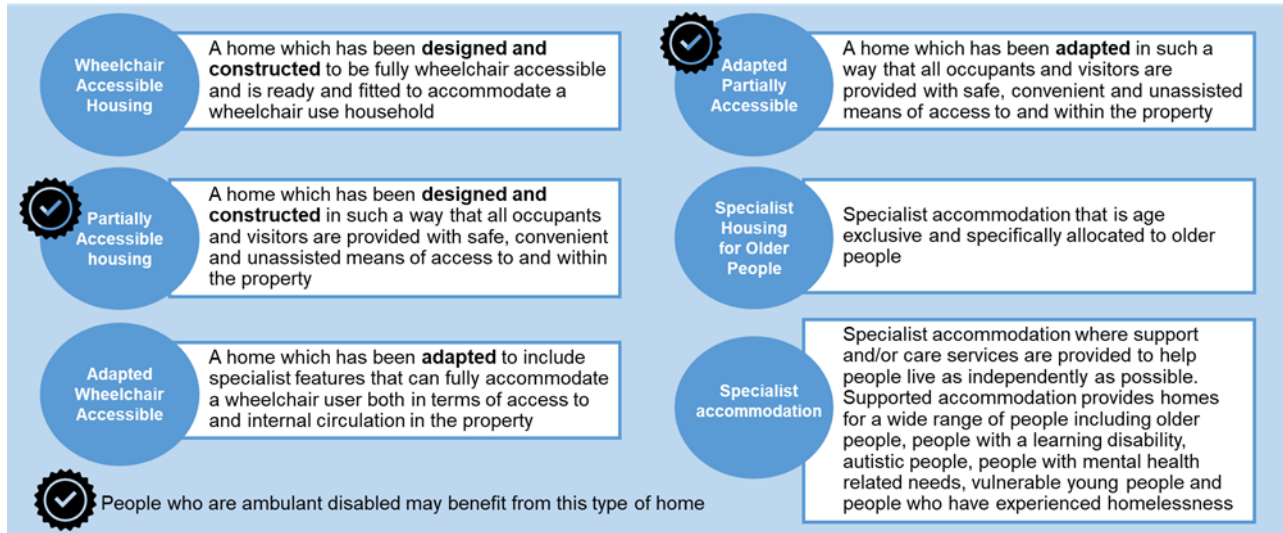 Wheelchair
Accessible
Housing
A home which has been designed and
constructed to be fully wheelchair accessible
and is ready and fitted to accommodate a
wheelchair use household
Partially
Accessible
housing
A home which has been designed and
constructed in such a way that all occupants
and visitors are provided with safe, convenient
and unassisted means of access to and within
the property
Adapted
Wheelchair
Accessible
A home which has been adapted to include
specialist features that can fully accommodate
a wheelchair user both in terms of access to
and internal circulation in the property
Adapted
Partially
Accessible
A home which has been adapted in such a
way that all occupants and visitors are
provided with safe, convenient and unassisted
means of access to and within the property
Specialist
Housing
for Older
People
Specialist accommodation that is age
exclusive and specifically allocated to older
people
Specialist
accommodation
Specialist accommodation where support
and/or care services are provided to help
people live as independently as possible.
Supported accommodation provides homes
for a wide range of people including older
people, people with a learning disability,
autistic people, people with mental health
related needs, vulnerable young people and
people who have experienced homelessness
People who are ambulant disabled may benefit from this type of home